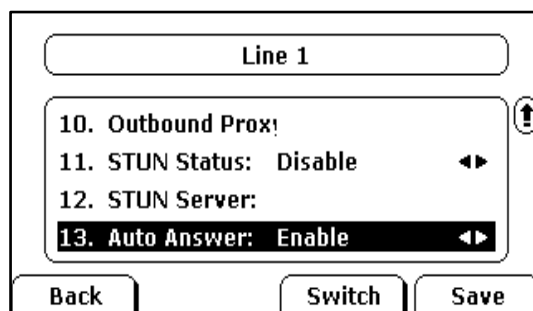 Line 1
10. Outbound Prox
11. STUN Status: Disable
12. STUN Server:
13. Auto Answer: Enable
Back Switch Save